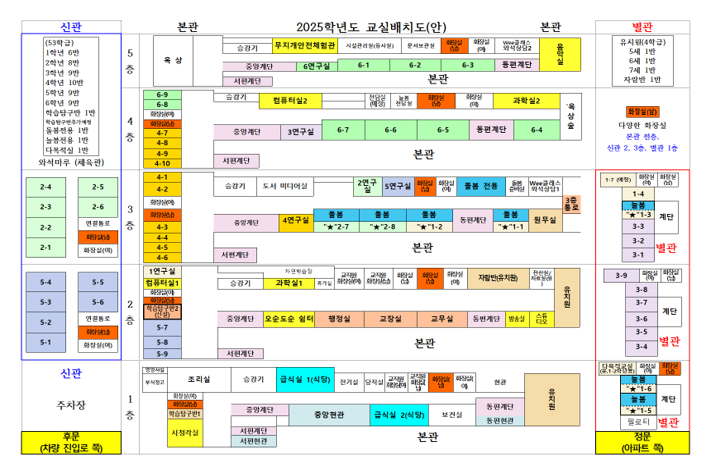 신관
본관
2025학년도 교실배치도(안)
본관
별관
(53학급)
1학년 6반
2학년 8반
3학년 9반
4학년 10반
5학년 9반
6학년 9반
학습탐구반 1반
학습탐구반추가예정
돌봄전용 1반
늘봄전용 1반
다목적실 1반
와석마루 (체육관)
5층
옥 상
승강기
무지개안전체험관
시설관리원(동사원)
문서보관실
화장실(남)
화장실(여)
Wee클래스
와석상담2
음악실
중앙계단
6연구실
6-1
6-2
6-3
동편계단
서편계단
본관
유치원(4학급)
5세 1반
6세 1반
7세 1반
자람반 1반
4층
6-9
6-8
화장실(여)
화장실(남)
4-7
4-8
4-9
4-10
승강기
컴퓨터실2
전담실(예정)
늘봄전담실
화장실(남)
화장실(여)
과학실2
옥상숲
중앙계단
3연구실
6-7
6-6
6-5
동편계단
6-4
서편계단
본관
화장실(남)
다양한 화장실
본관 전층,
신관 2, 3층, 별관 1층
2-4
2-5
2-3
2-6
2-2
연결통로
화장실(남)
2-1
화장실(여)
3층
4-1
4-2
화장실(여)
화장실(남)
4-3
4-4
4-5
4-6
승강기
도서 미디어실
2연구실
5연구실
화장실(남)
화장실(여)
돌봄 전용
돌봄준비실
Wee클래스
와석상담1
3층통로
중앙계단
4연구실
돌봄
"★"2-7
돌봄
"★"2-8
돌봄
"★"1-2
동편계단
돌봄
"★"1-1
원무실
서편계단
본관
1-7 (예정)
화장실(여)
화장실(남)
1-4
늘봄
"★"1-3
계단
3-3
3-2
별관
3-1
5-4
5-5
5-3
5-6
5-2
연결통로
화장실(남)
5-1
화장실(여)
2층
1연구실
컴퓨터실1
화장실(여)
화장실(남)
학습탐구반2
(신설)
5-7
5-8
5-9
자연학습장
승강기
과학실1
휴게실
교직원
화장실(여)
교직원
화장실(남)
화장실(여)
화장실(남)
화장실(여)
자람반(유치원)
유치원
중앙계단
오순도순 쉼터
행정실
교장실
교무실
동편계단
방송실
스튜디오
서편계단
본관
3-9
화장실(여)
화장실(남)
3-8
3-7
계단
3-6
3-5
별관
3-4
신관
주차장
후문
(차량 진입로 쪽)
1층
부식창고
조리실
화장실(여)
화장실(남)
학습탐구반1
서정각실
승강기
급식실 1(식당)
전기실
당직실
교직원
화장실(여)
교직원
화장실(남)
화장실(남)
화장실(여)
현관
유치원
중앙계단
중앙현관
급식실 2(식당)
보건실
동편계단
동편현관
서편계단
서편현관
본관
화장실(여)
화장실(남)
늘봄
"★"1-6
늘봄
"★"1-5
계단
필로티
별관
정문
(아파트 쪽)